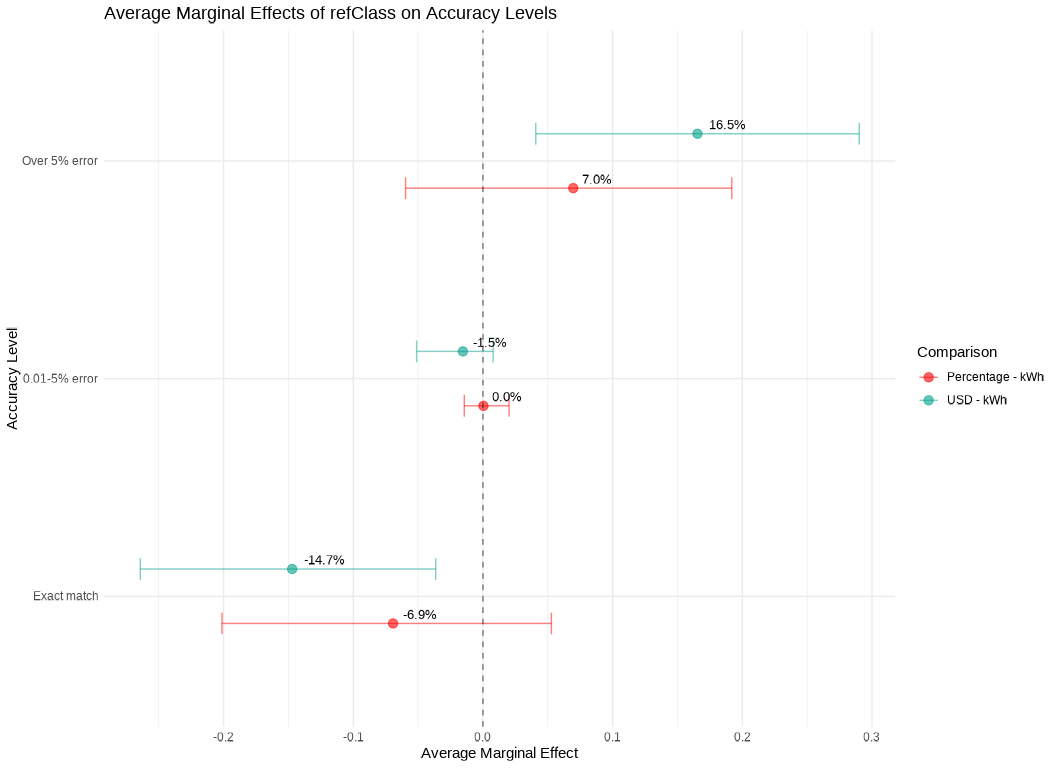 Average Marginal Effects of refClass on Accuracy Levels
Accuracy Level
Over 5% error
16.5%
7.0%
0.01-5% error
-1.5%
0.0%
Exact match
-14.7%
-6.9%
-0.2
-0.1
0.0
0.1
0.2
0.3
Average Marginal Effect
Comparison
Percentage - kWh
USD - kWh